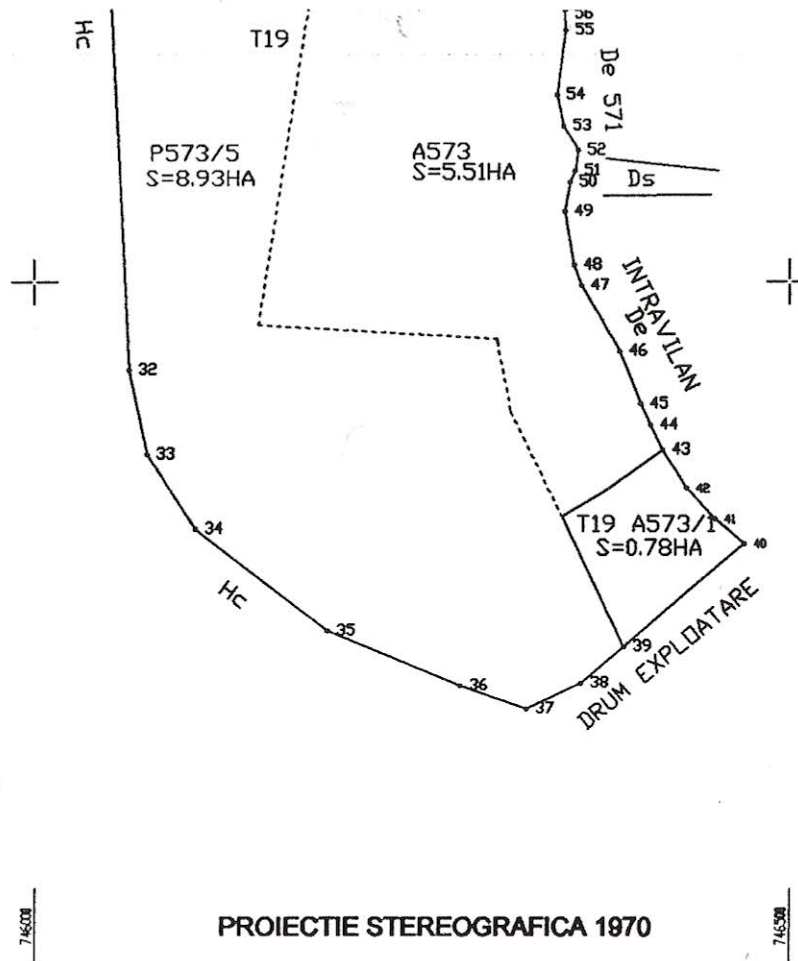 Hc
T19
56
55
De 571
54
53
P573/5
S=8.93HA
A573
S=5.51HA
52
51
50
Ds
49
48
47
INTRAVILAN
De
46
32
45
44
43
33
42
41
T19 A573/1
S=0.78HA
40
34
Hc
35
39
38
36
37
DRUM EXPLOATARE
746000
PROIECTIE STEREOGRAFICA 1970
746500